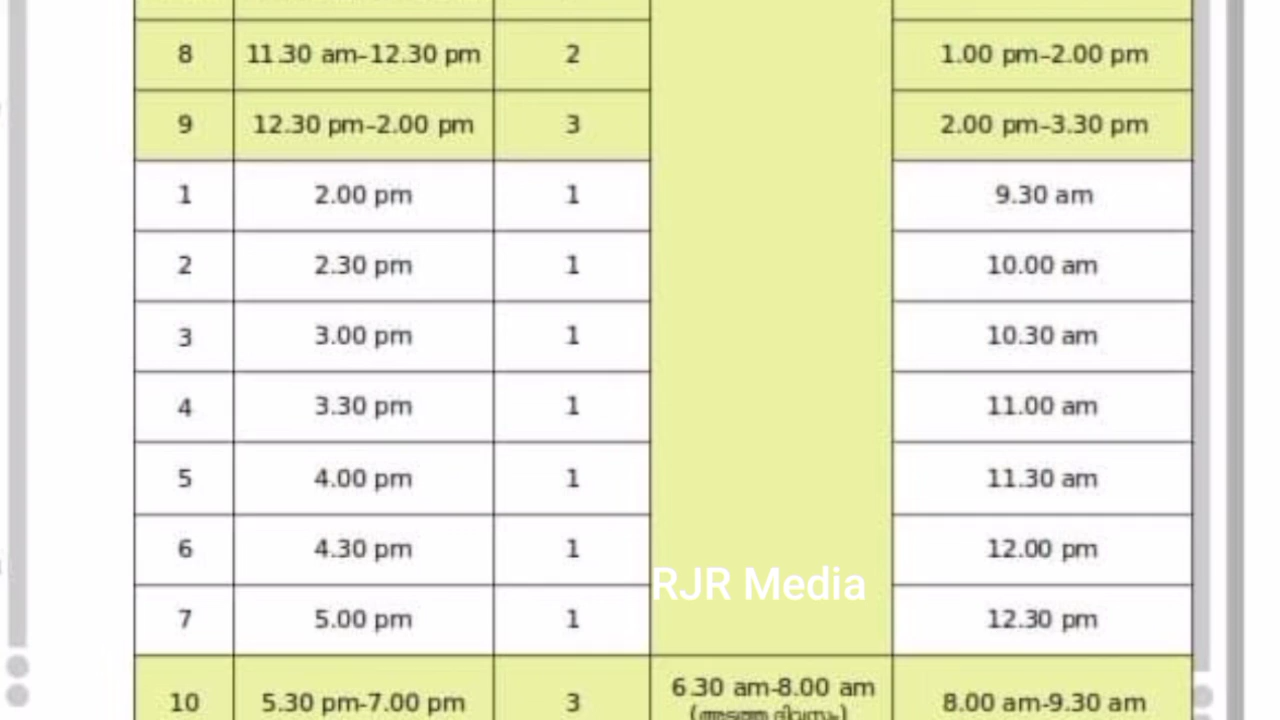 8 11.30 am–12.30 pm 2 1.00 pm–2.00 pm
9 12.30 pm–2.00 pm 3 2.00 pm–3.30 pm
1 2.00 pm 1 9.30 am
2 2.30 pm 1 10.00 am
3 3.00 pm 1 10.30 am
4 3.30 pm 1 11.00 am
5 4.00 pm 1 11.30 am
6 4.30 pm 1 12.00 pm
RJR Media
7 5.00 pm 1 12.30 pm
10 5.30 pm-7.00 pm 3 6.30 am-8.00 am 8.00 am-9.30 am